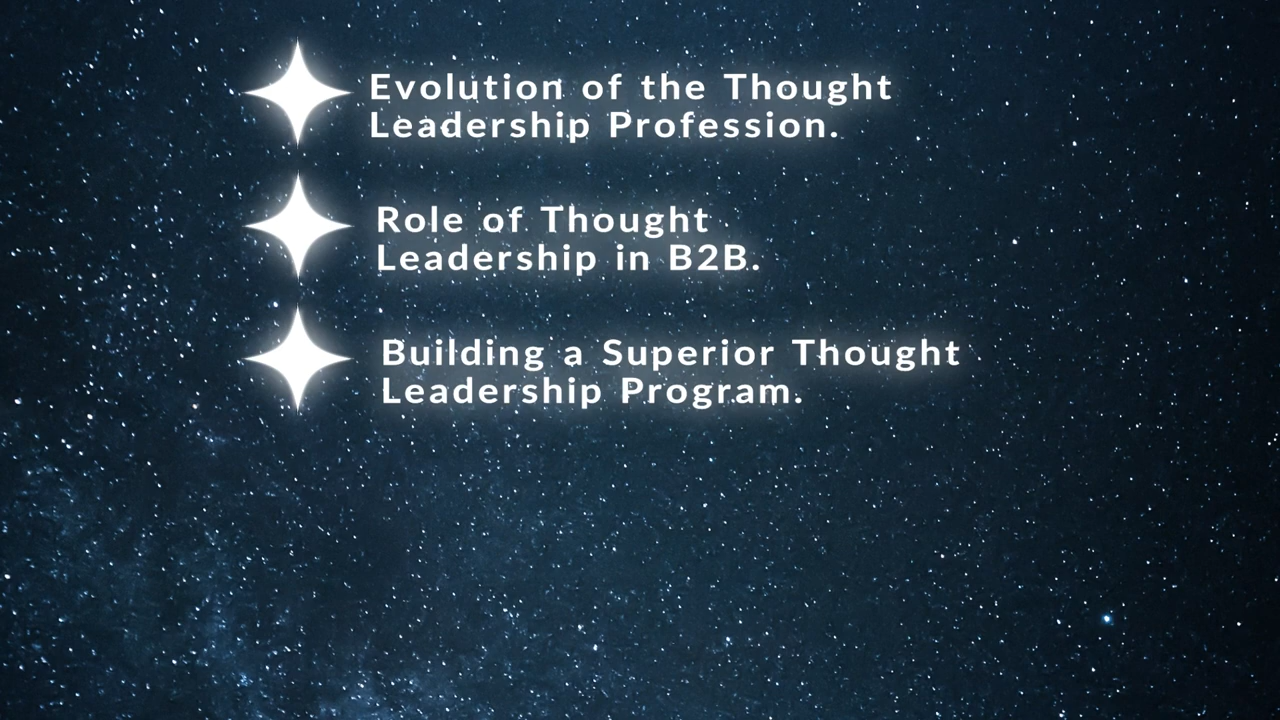 Evolution of the Thought
Leadership Profession.
Role of Thought
Leadership in B2B.
Building a Superior Thought
Leadership Program.